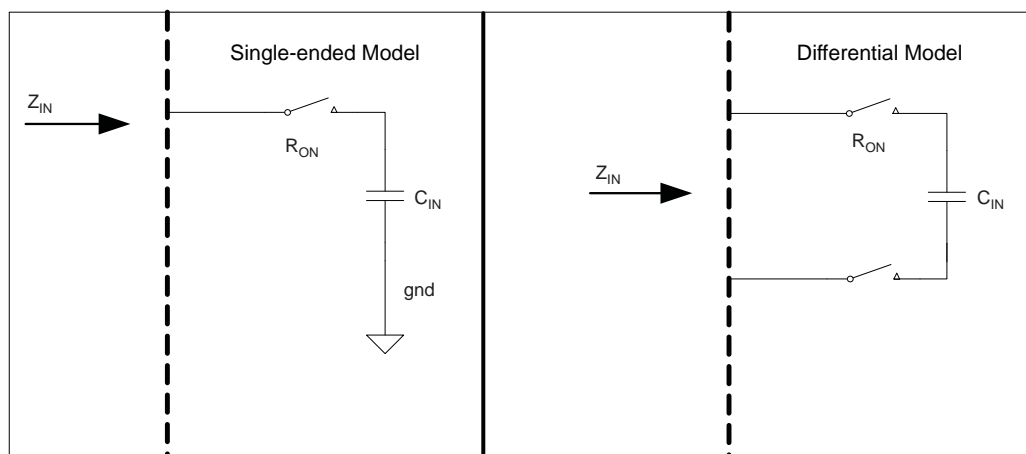 Single-ended Model
Z_IN
R_ON
C_IN
gnd
Differential Model
R_ON
Z_IN
C_IN